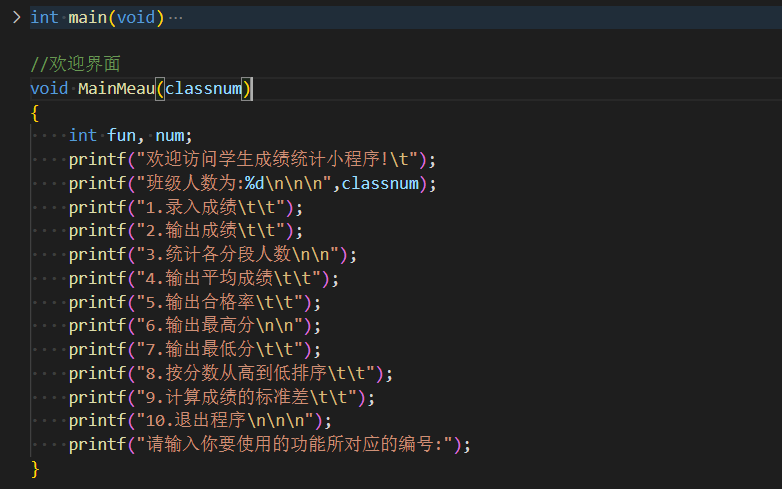 int main(void)…
//欢迎界面
void MainMeau(classnum)
{
int fun, num;
printf("欢迎访问学生成绩统计小程序!\t");
printf("班级人数为:%d\n\n\n",classnum);
printf("1.录入成绩\t\t");
printf("2.输出成绩\t\t");
printf("3.统计各分段人数\n\n");
printf("4.输出平均成绩\t\t");
printf("5.输出合格率\t\t");
printf("6.输出最高分\n\n");
printf("7.输出最低分\t\t");
printf("8.按分数从高到低排序\t\t");
printf("9.计算成绩的标准差\t\t");
printf("10.退出程序\n\n\n");
printf("请输入你要使用的功能所对应的编号:");
}